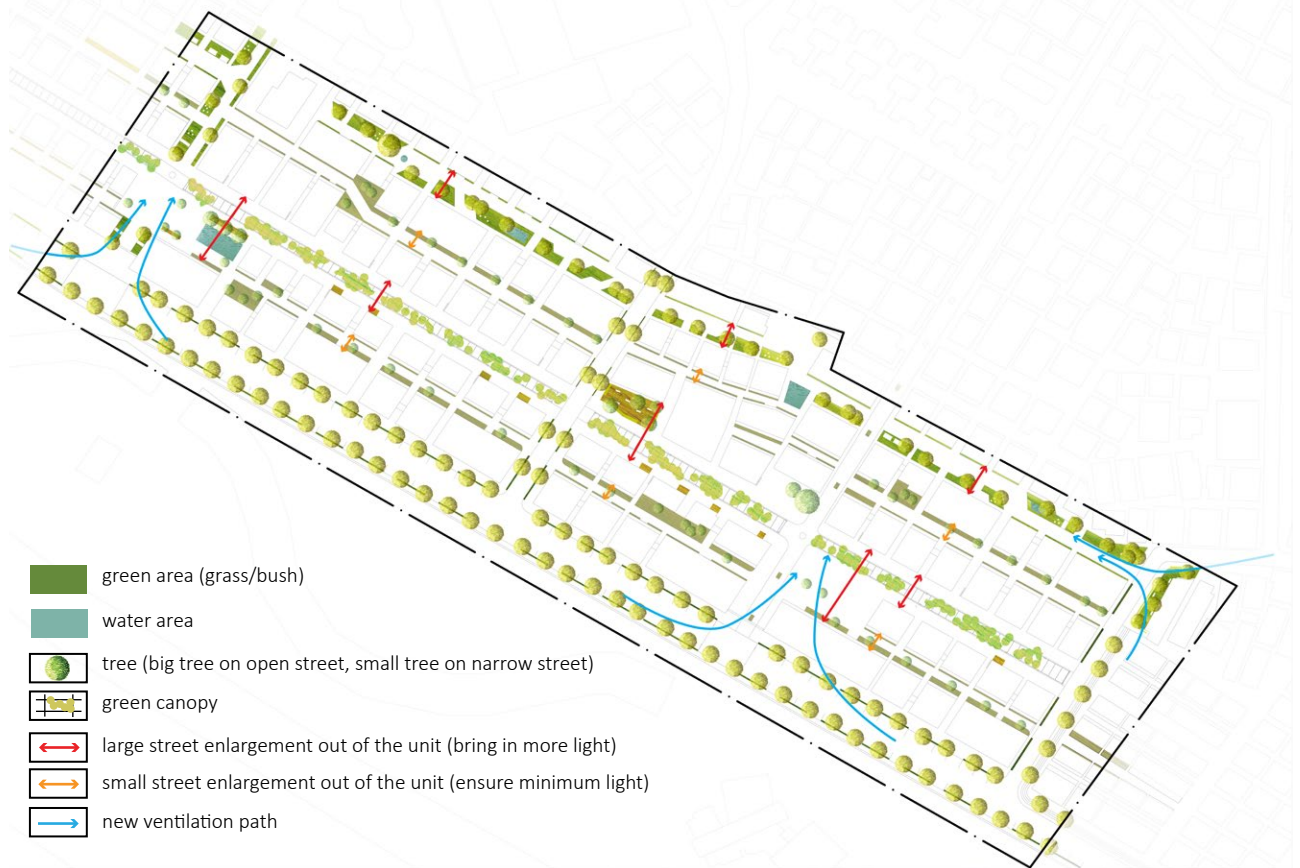 green area (grass/bush)
water area
tree (big tree on open street, small tree on narrow street)
green canopy
large street enlargement out of the unit (bring in more light)
small street enlargement out of the unit (ensure minimum light)
new ventilation path